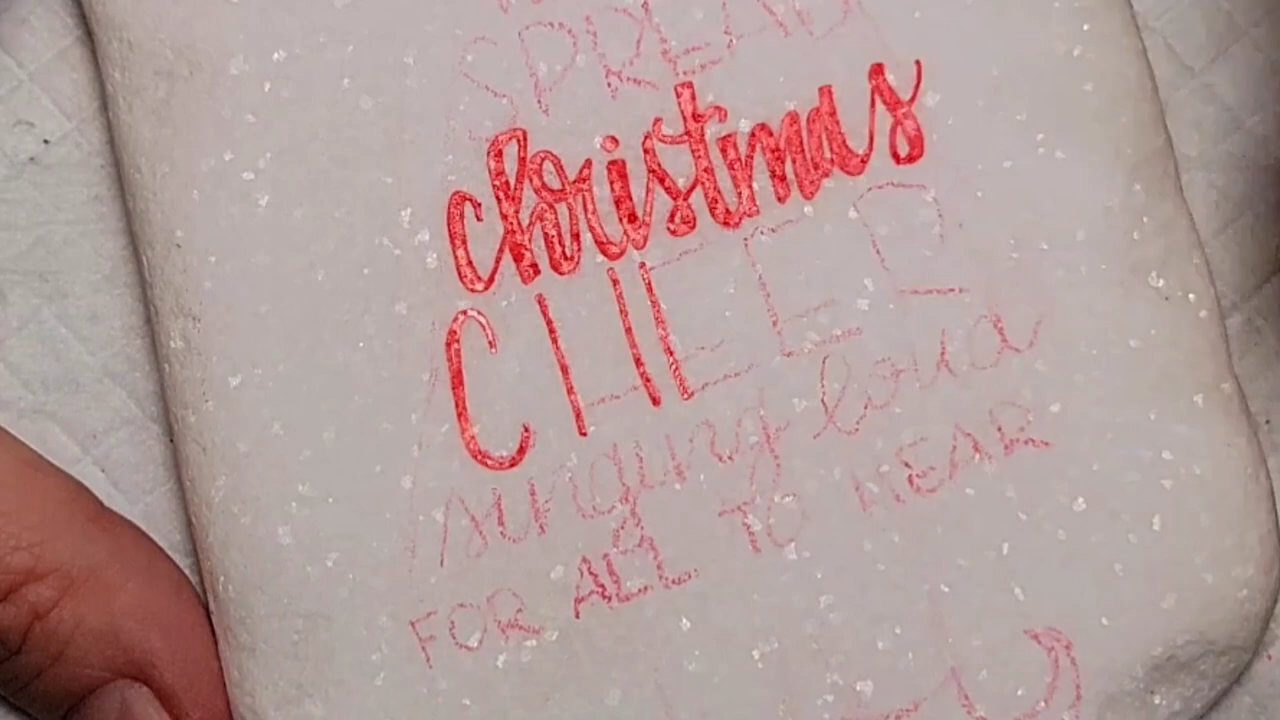 SPREAD
christmas
CHEER
singing loud
FOR ALL TO HEAR